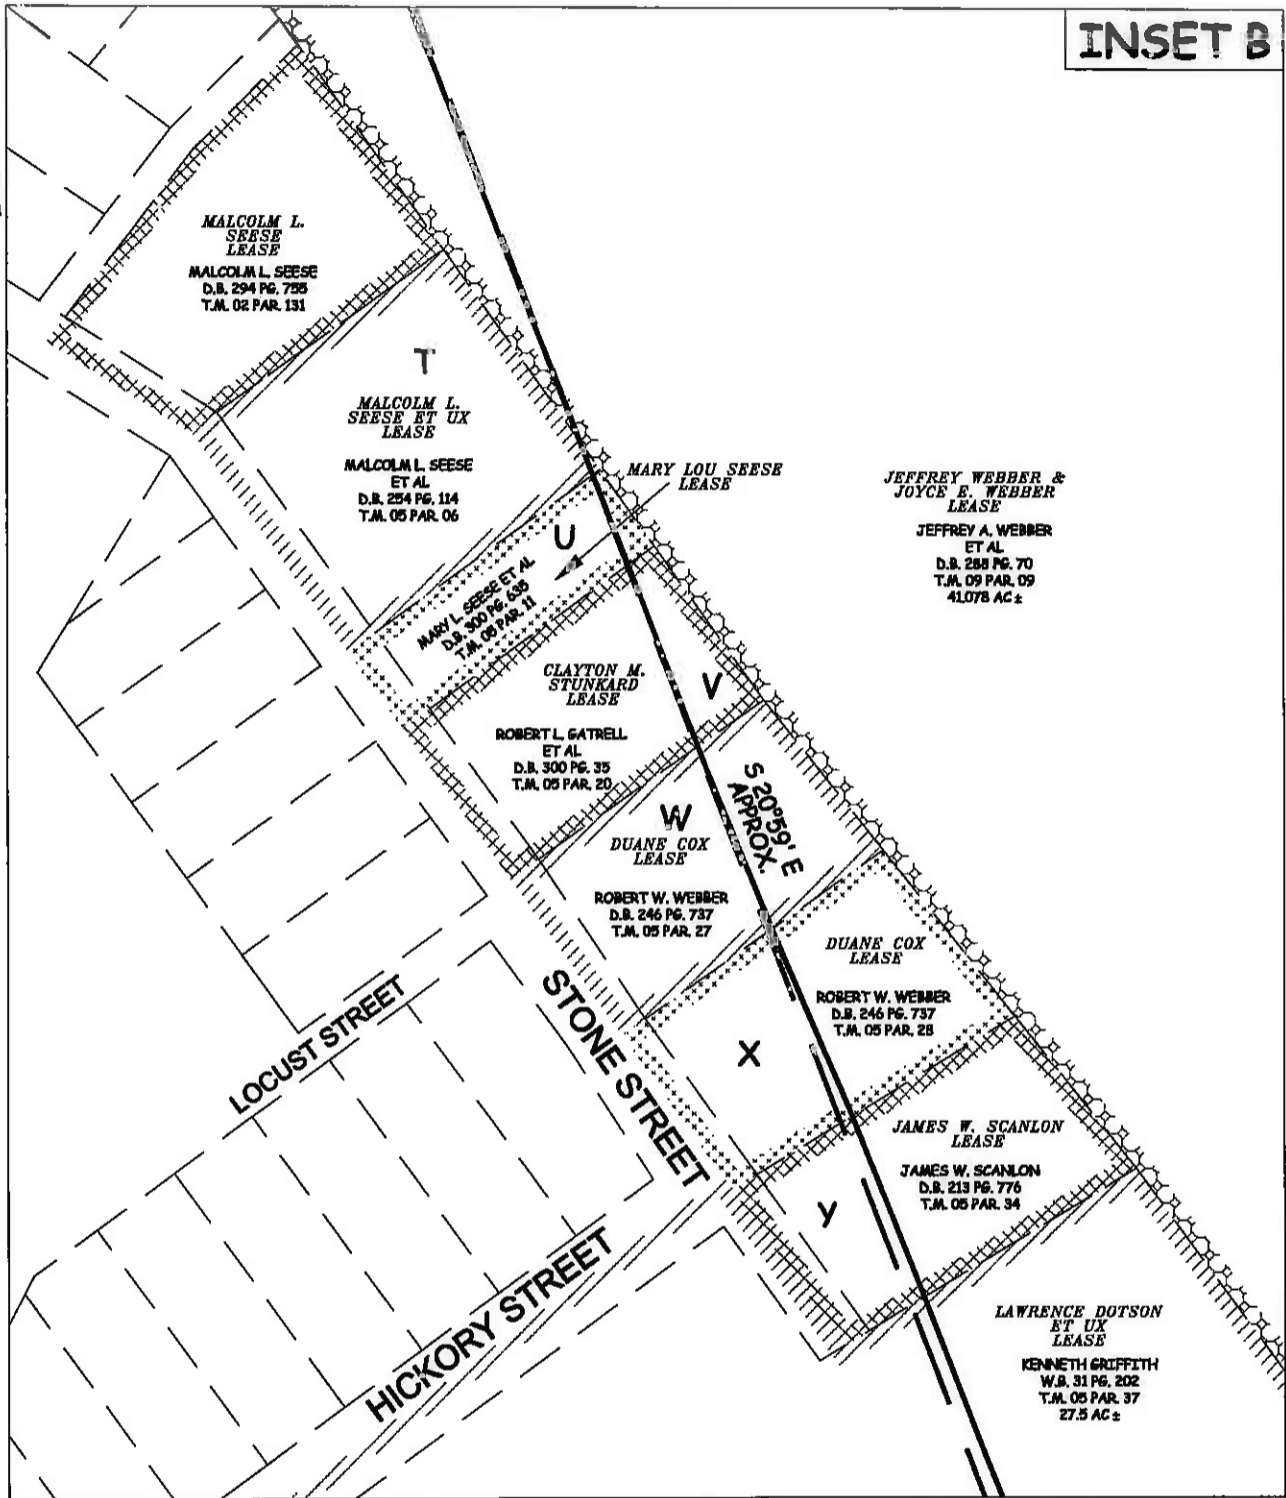 INSET B
MALCOLM L.
SEESE
LEASE
MALCOLM L. SEESE
D.B. 294 PG. 755
T.M. 02 PAR. 131
T
MALCOLM L.
SEESE ET UX
LEASE
MALCOLM L. SEESE
ET AL
D.B. 254 PG. 114
T.M. 05 PAR. 06
MARY LOU SEESE
LEASE
U
MARY L. SEESE ET AL
D.B. 300 PG. 635
T.M. 05 PAR. 11
JEFFREY WEBBER &
JOYCE E. WEBBER
LEASE
JEFFREY A. WEBBER
ET AL
D.B. 288 PG. 70
T.M. 09 PAR. 09
41.078 AC ±
CLAYTON M.
STUNKARD
LEASE
V
ROBERT L. GATRELL
ET AL
D.B. 300 PG. 35
T.M. 05 PAR. 20
S 20°59' E
APPROX.
W
DUANE COX
LEASE
ROBERT W. WEBBER
D.B. 246 PG. 737
T.M. 05 PAR. 27
DUANE COX
LEASE
ROBERT W. WEBBER
D.B. 246 PG. 737
T.M. 05 PAR. 28
X
LOCUST STREET
STONE STREET
JAMES W. SCANLON
LEASE
JAMES W. SCANLON
D.B. 213 PG. 776
T.M. 05 PAR. 34
Y
HICKORY STREET
LAWRENCE DOTSON
ET UX
LEASE
KENNETH GRIFFITH
W.B. 31 PG. 202
T.M. 05 PAR. 37
27.5 AC ±